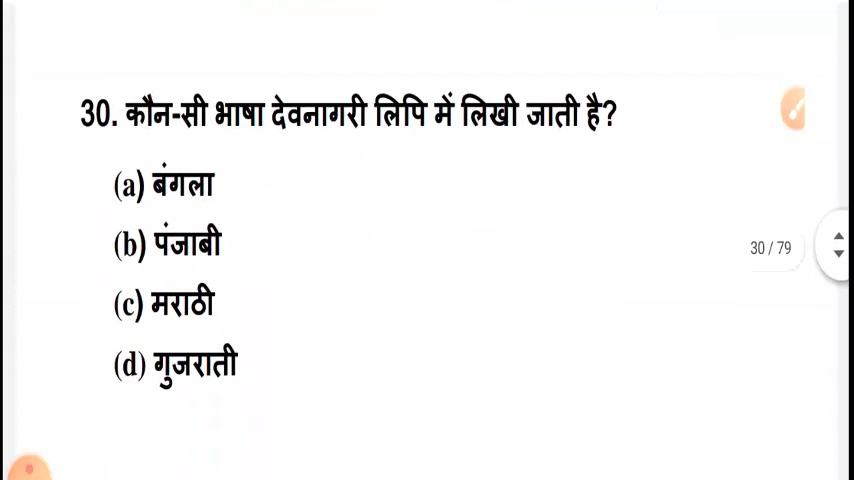 30. कौन-सी भाषा देवनागरी लिपि में लिखी जाती है?
(a) बंगला
(b) पंजाबी
30 / 79
(c) मराठी
(d) गुजराती